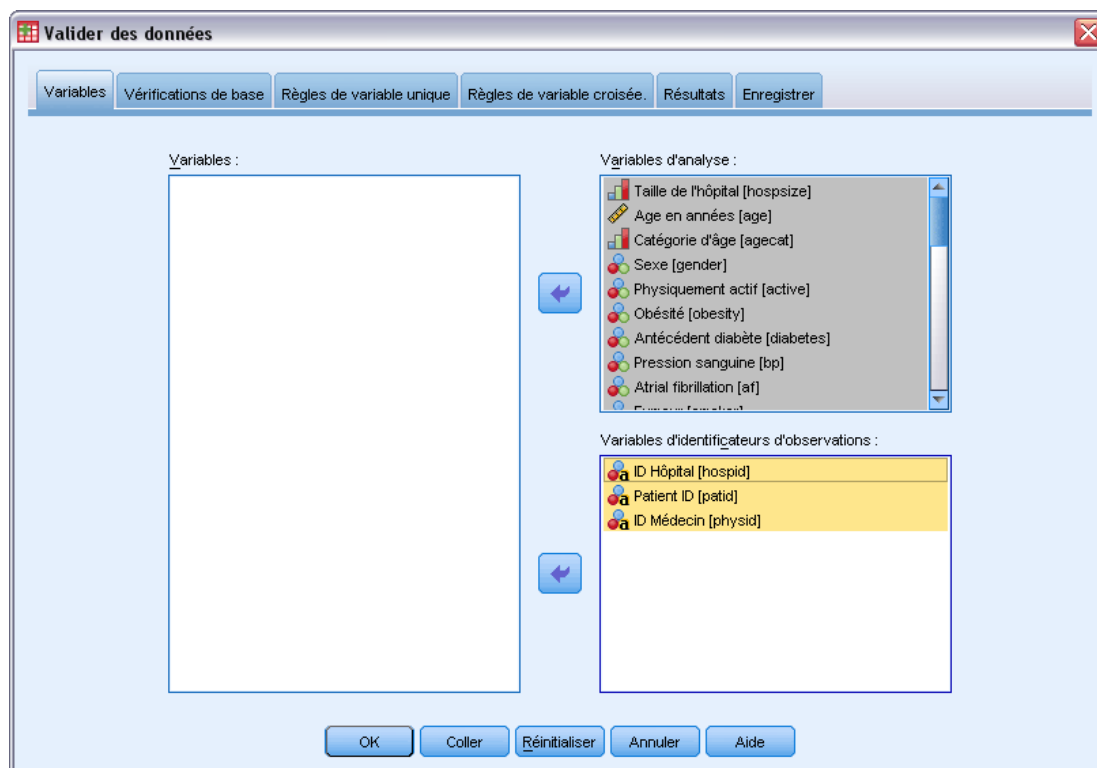 Valider des données
Variables
Vérifications de base
Règles de variable unique
Règles de variable croisée.
Résultats
Enregistrer
Variables :
Variables d'analyse :
Taille de l'hôpital [hospsize]
Age en années [age]
Catégorie d'âge [agecat]
Sexe [gender]
Physiquement actif [active]
Obésité [obesity]
Antécédent diabète [diabetes]
Pression sanguine [bp]
Atrial fibrillation [af]
Variables d'identificateurs d'observations :
ID Hôpital [hospid]
Patient ID [patid]
ID Médecin [physid]
OK
Coller
Réinitialiser
Annuler
Aide